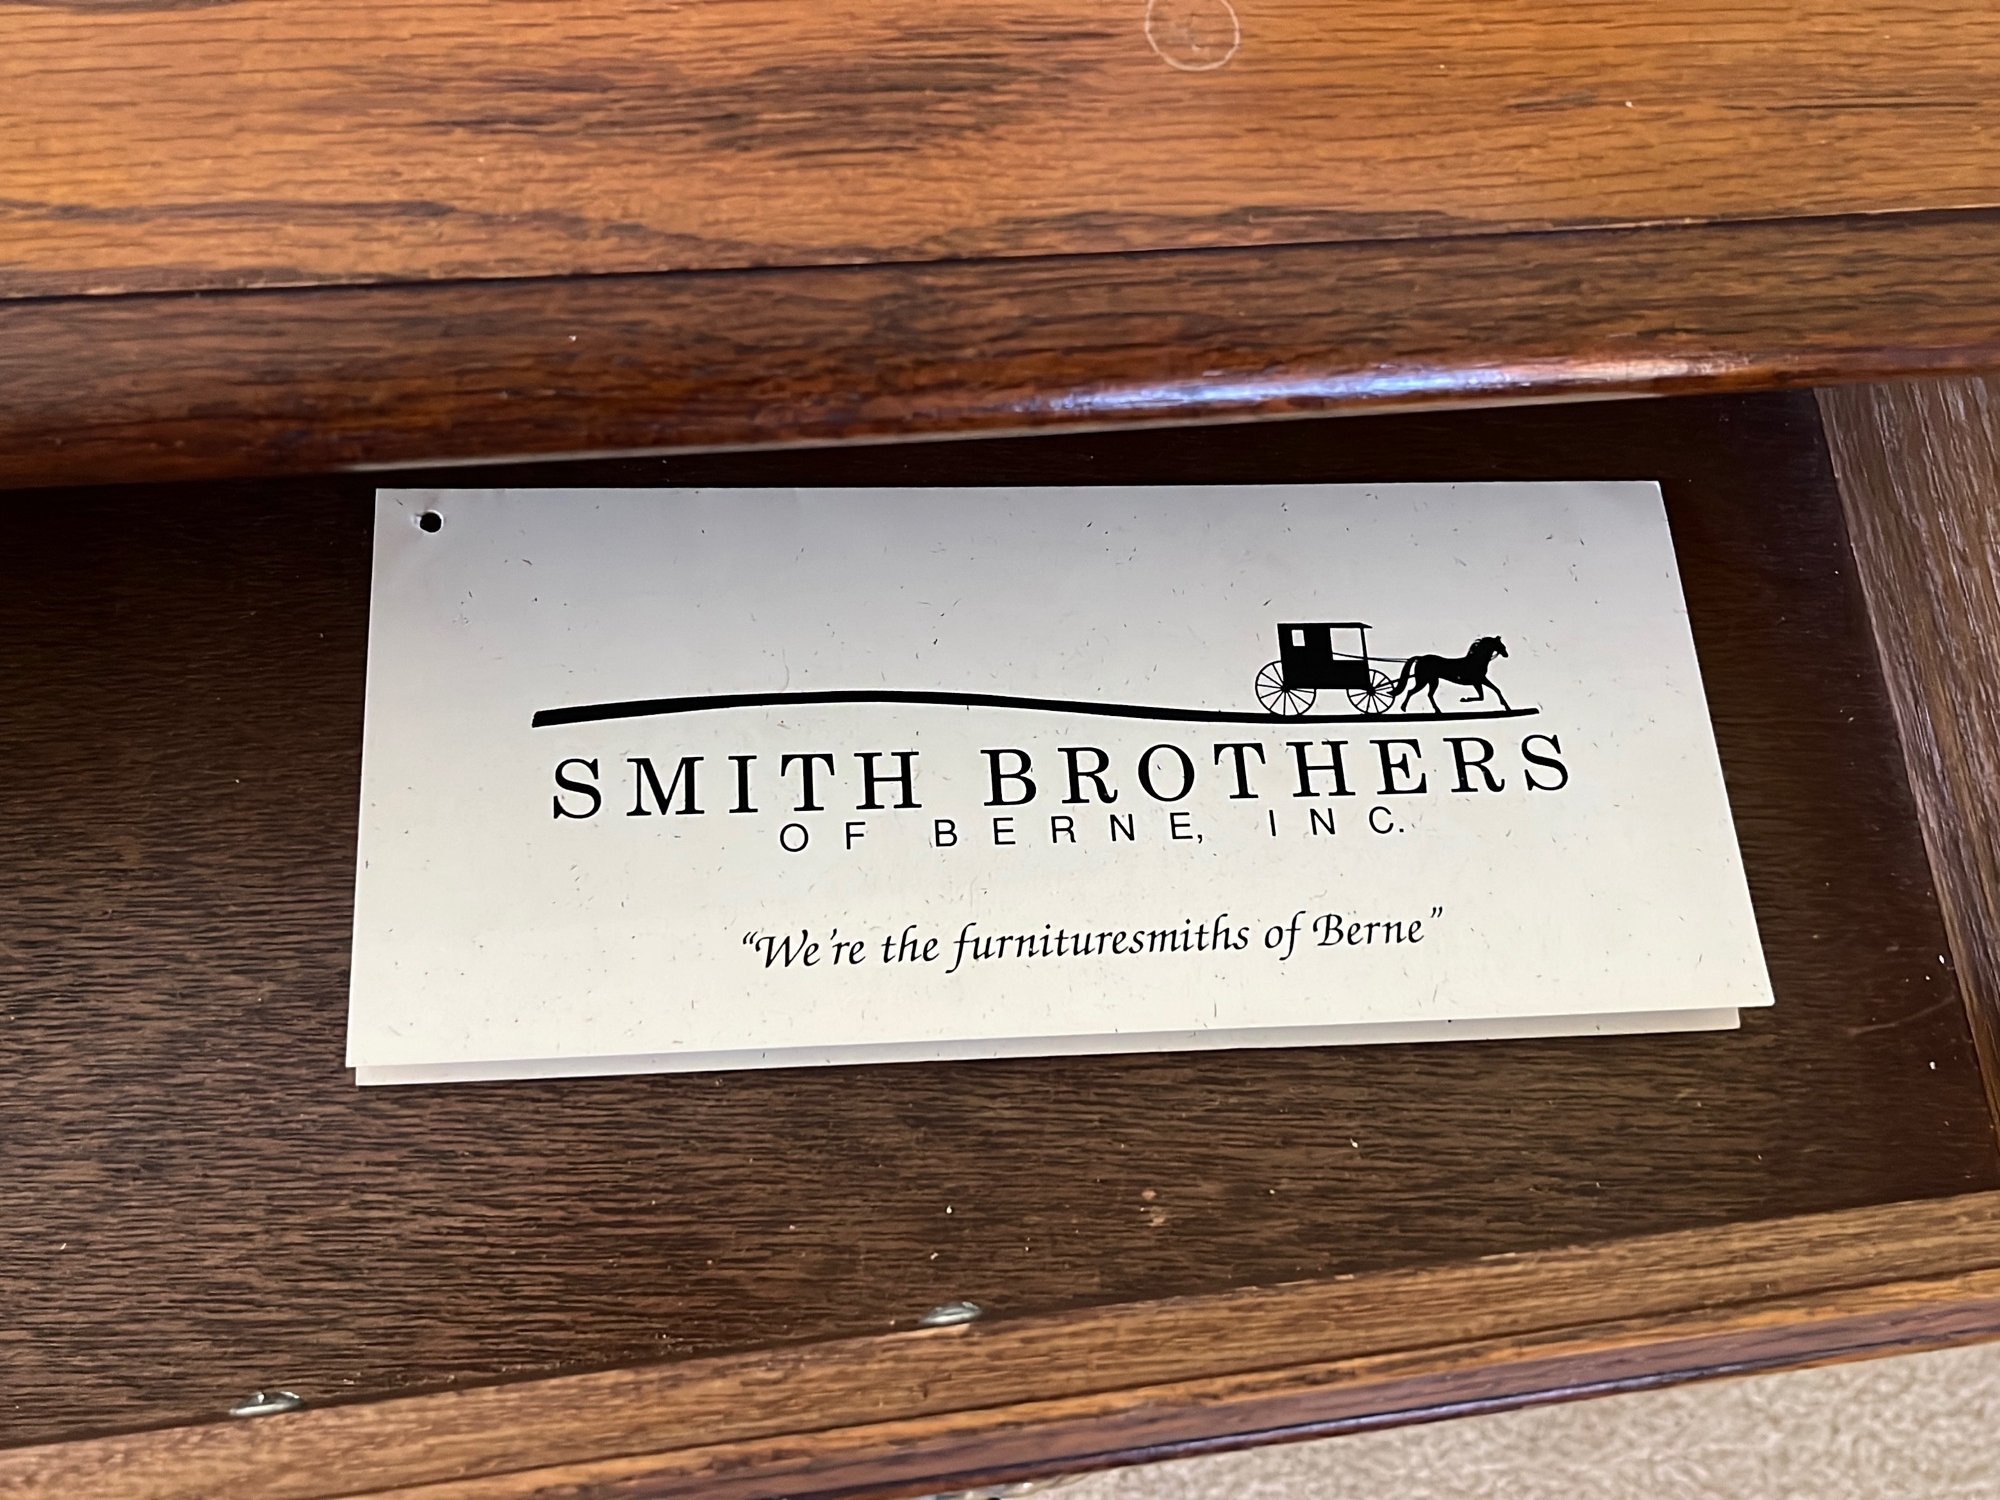 SMITH BROTHERS
OF BERNE, INC.
“We’re the furnituresmiths of Berne”